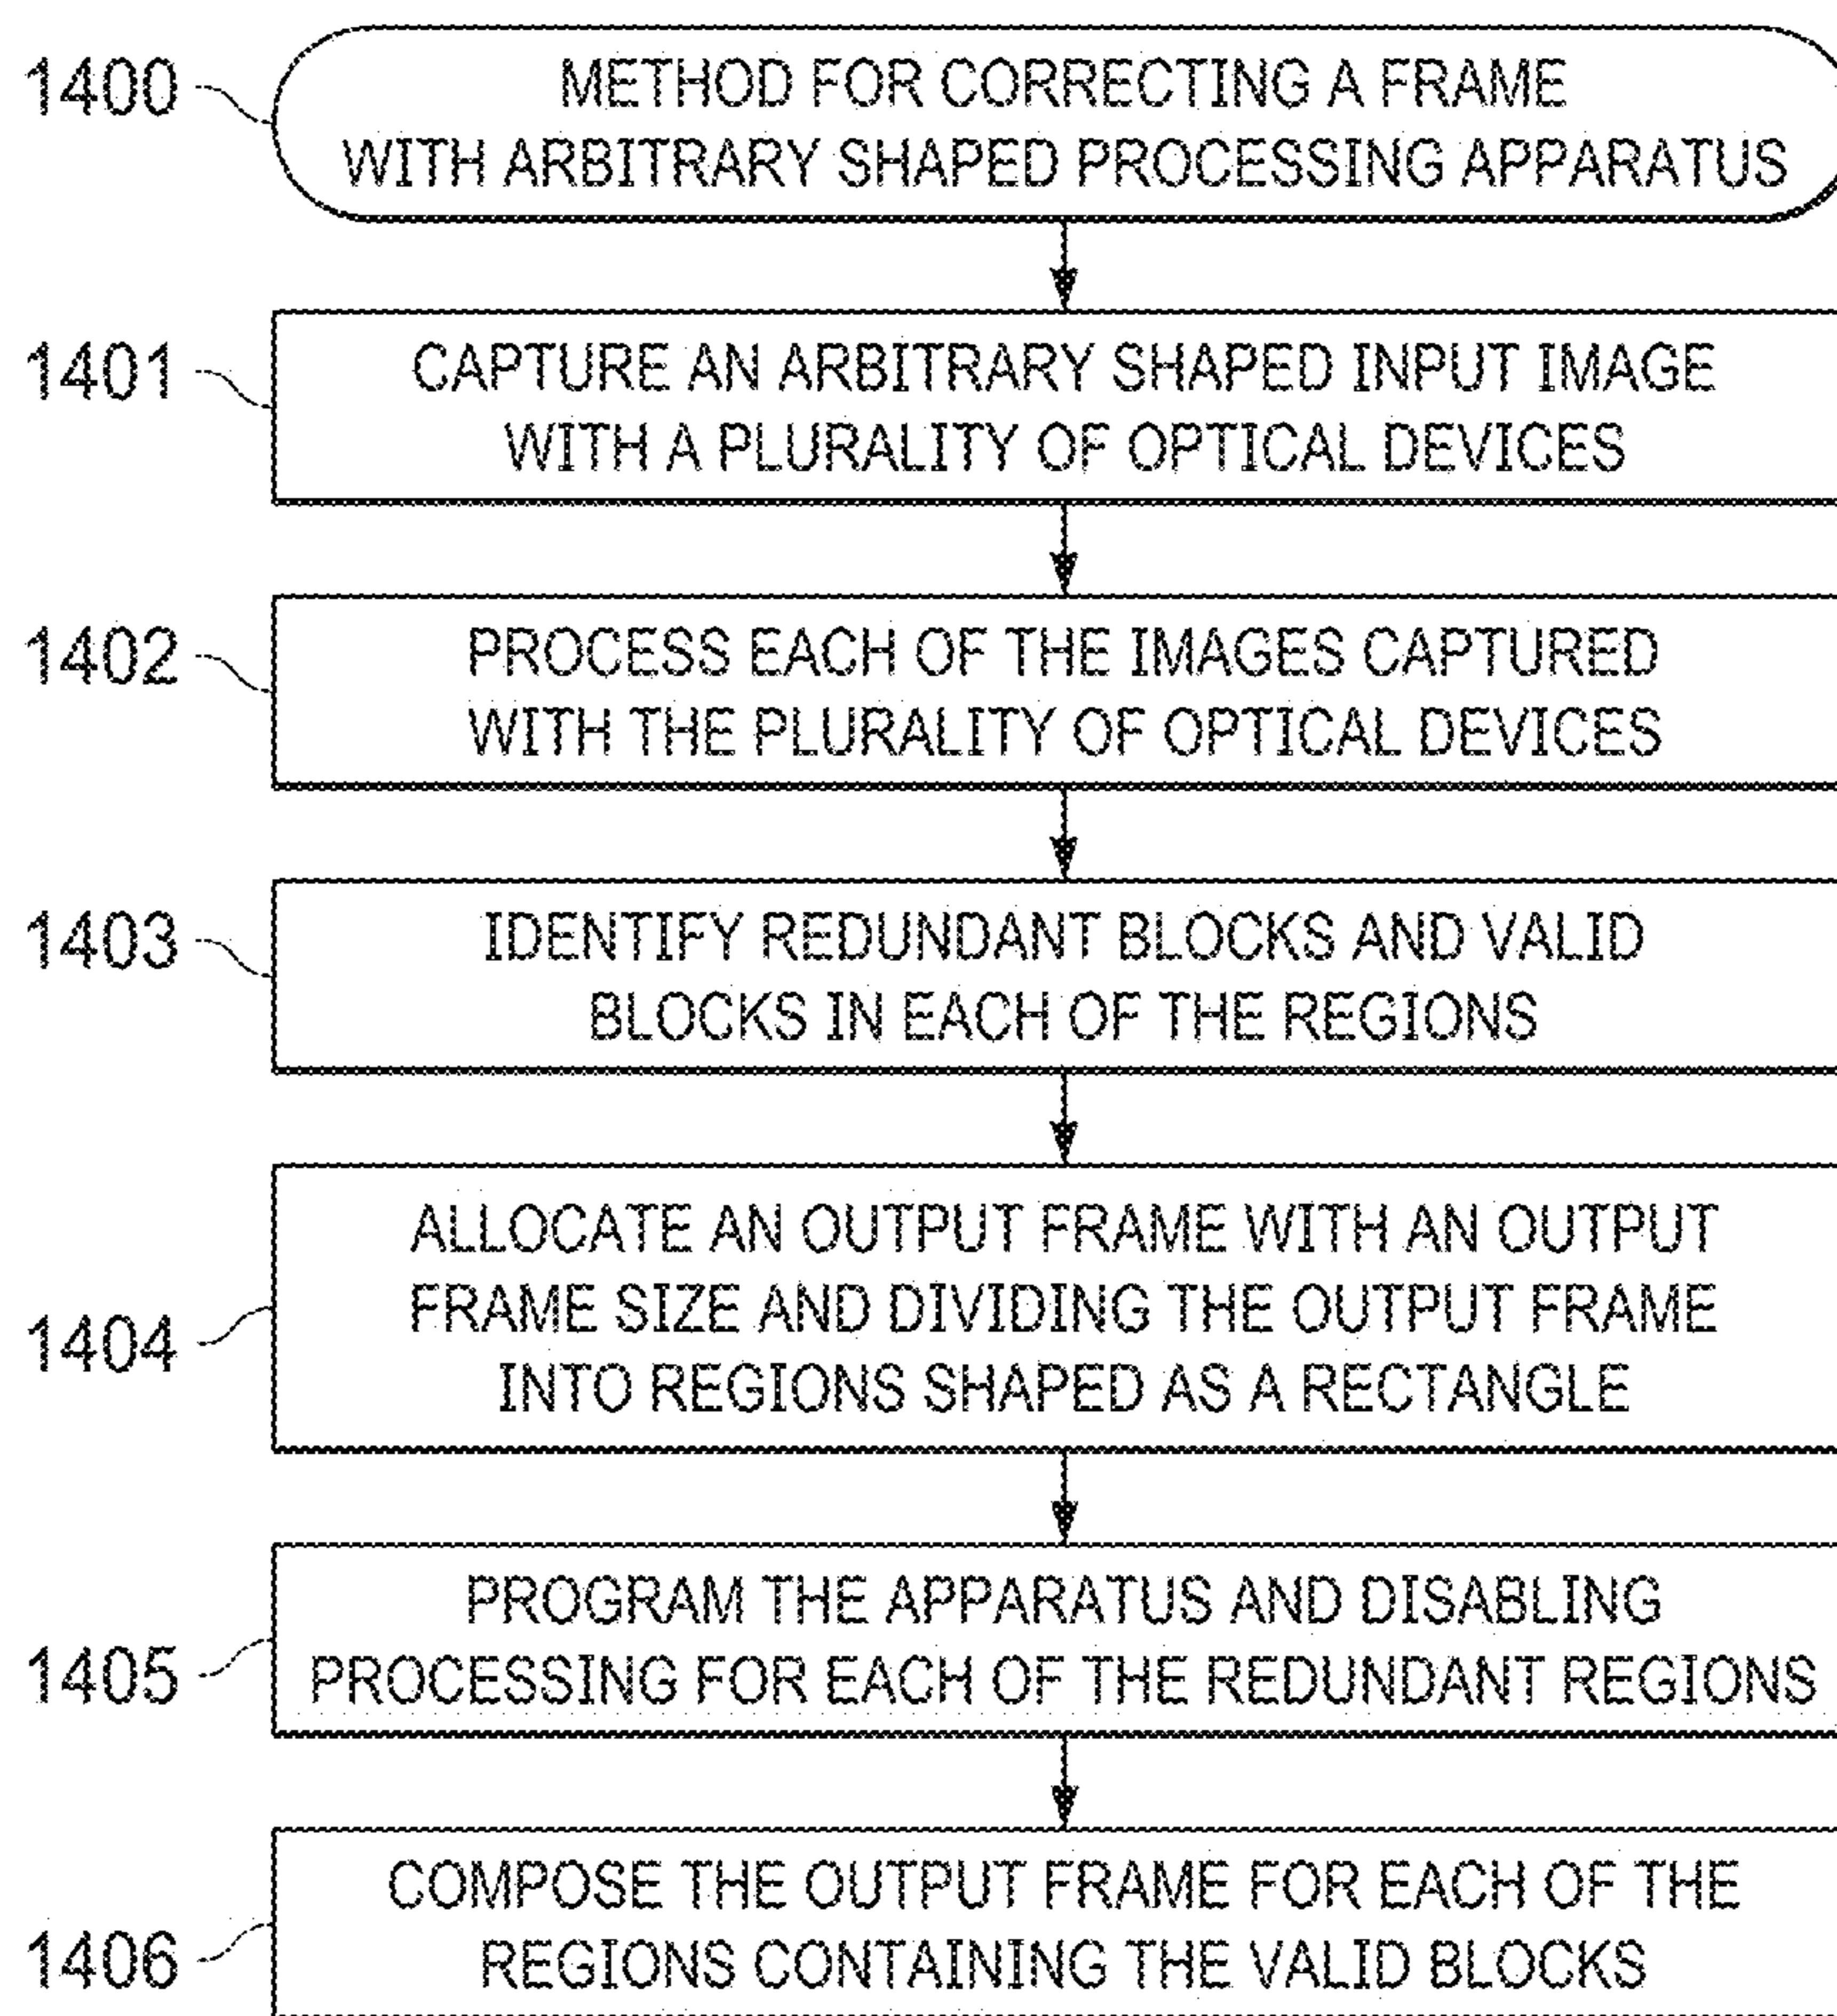 1400
METHOD FOR CORRECTING A FRAME
WITH ARBITRARY SHAPED PROCESSING APPARATUS
1401
CAPTURE AN ARBITRARY SHAPED INPUT IMAGE
WITH A PLURALITY OF OPTICAL DEVICES
1402
PROCESS EACH OF THE IMAGES CAPTURED
WITH THE PLURALITY OF OPTICAL DEVICES
1403
IDENTIFY REDUNDANT BLOCKS AND VALID
BLOCKS IN EACH OF THE REGIONS
1404
ALLOCATE AN OUTPUT FRAME WITH AN OUTPUT
FRAME SIZE AND DIVIDING THE OUTPUT FRAME
INTO REGIONS SHAPED AS A RECTANGLE
1405
PROGRAM THE APPARATUS AND DISABLING
PROCESSING FOR EACH OF THE REDUNDANT REGIONS
1406
COMPOSE THE OUTPUT FRAME FOR EACH OF THE
REGIONS CONTAINING THE VALID BLOCKS